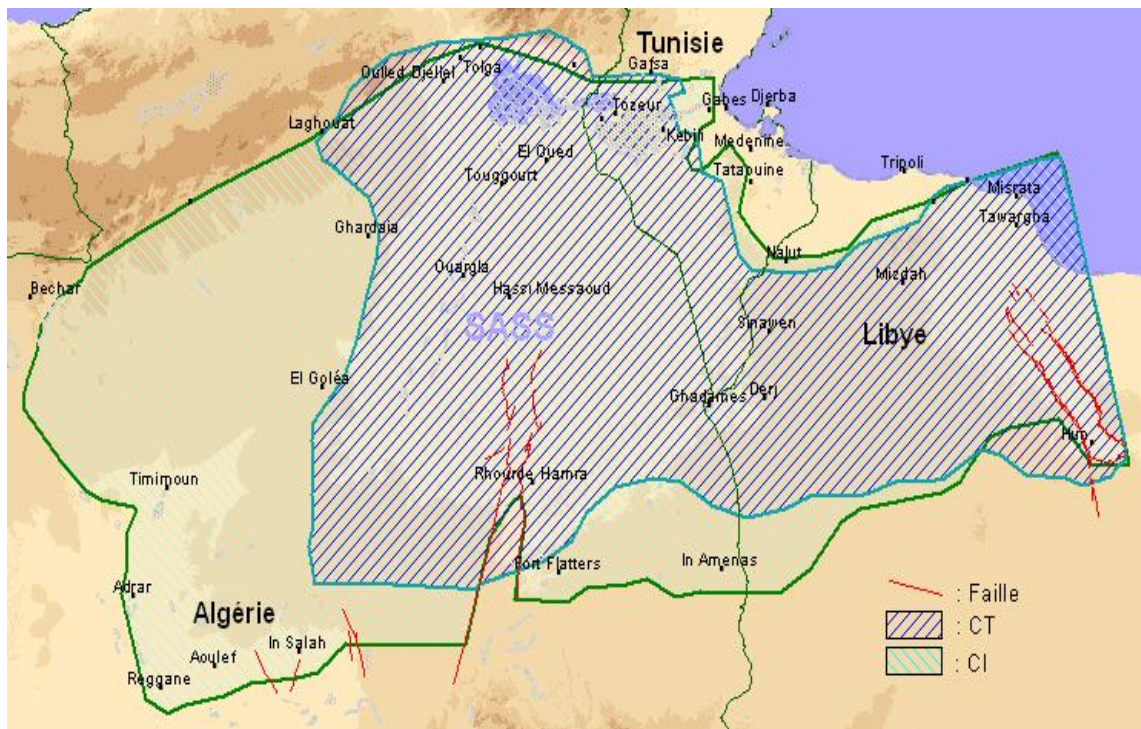 Tunisie
Gafsa
Tolga
Oulled Djellel
Tozeur
Gabes
Djerba
Laghouat
Kebili
Medenine
El Oued
Tripoli
Touggourt
Tataouine
Misrata
Tawargha
Ghardaia
Nalut
Ouargla
Mizdah
Bechar
Hassi Messaoud
SASS
Sinawen
Libye
El Goléa
Ghadames
Derj
Hun
Timimoun
Rhourde Hamra
Fort Flatters
In Amenas
Adrar
Algérie
: Faille
: CT
In Salah
Aoulef
: CI
Reggane